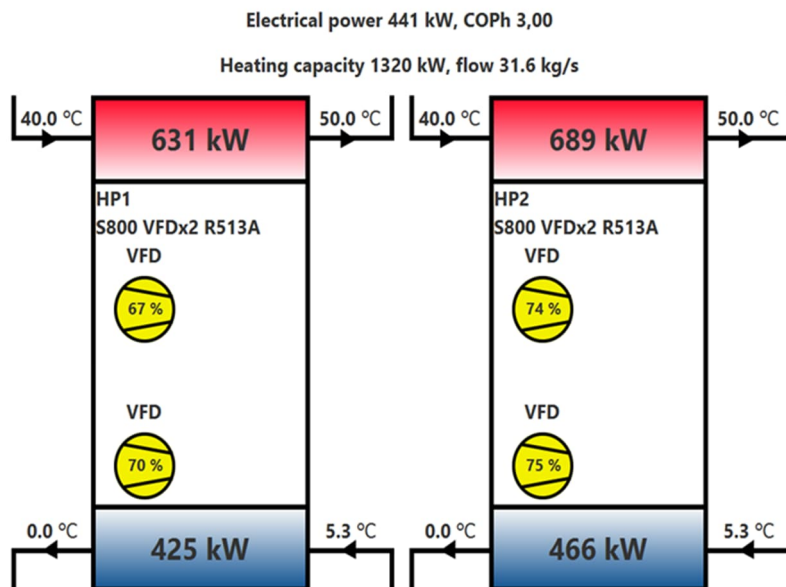 Electrical power 441 kW, COPh 3,00
Heating capacity 1320 kW, flow 31.6 kg/s
40.0 °C
631 kW
50.0 °C
HP1
S800 VFDx2 R513A
VFD
67 %
VFD
70 %
0.0 °C
425 kW
5.3 °C
40.0 °C
689 kW
50.0 °C
HP2
S800 VFDx2 R513A
VFD
74 %
VFD
75 %
0.0 °C
466 kW
5.3 °C